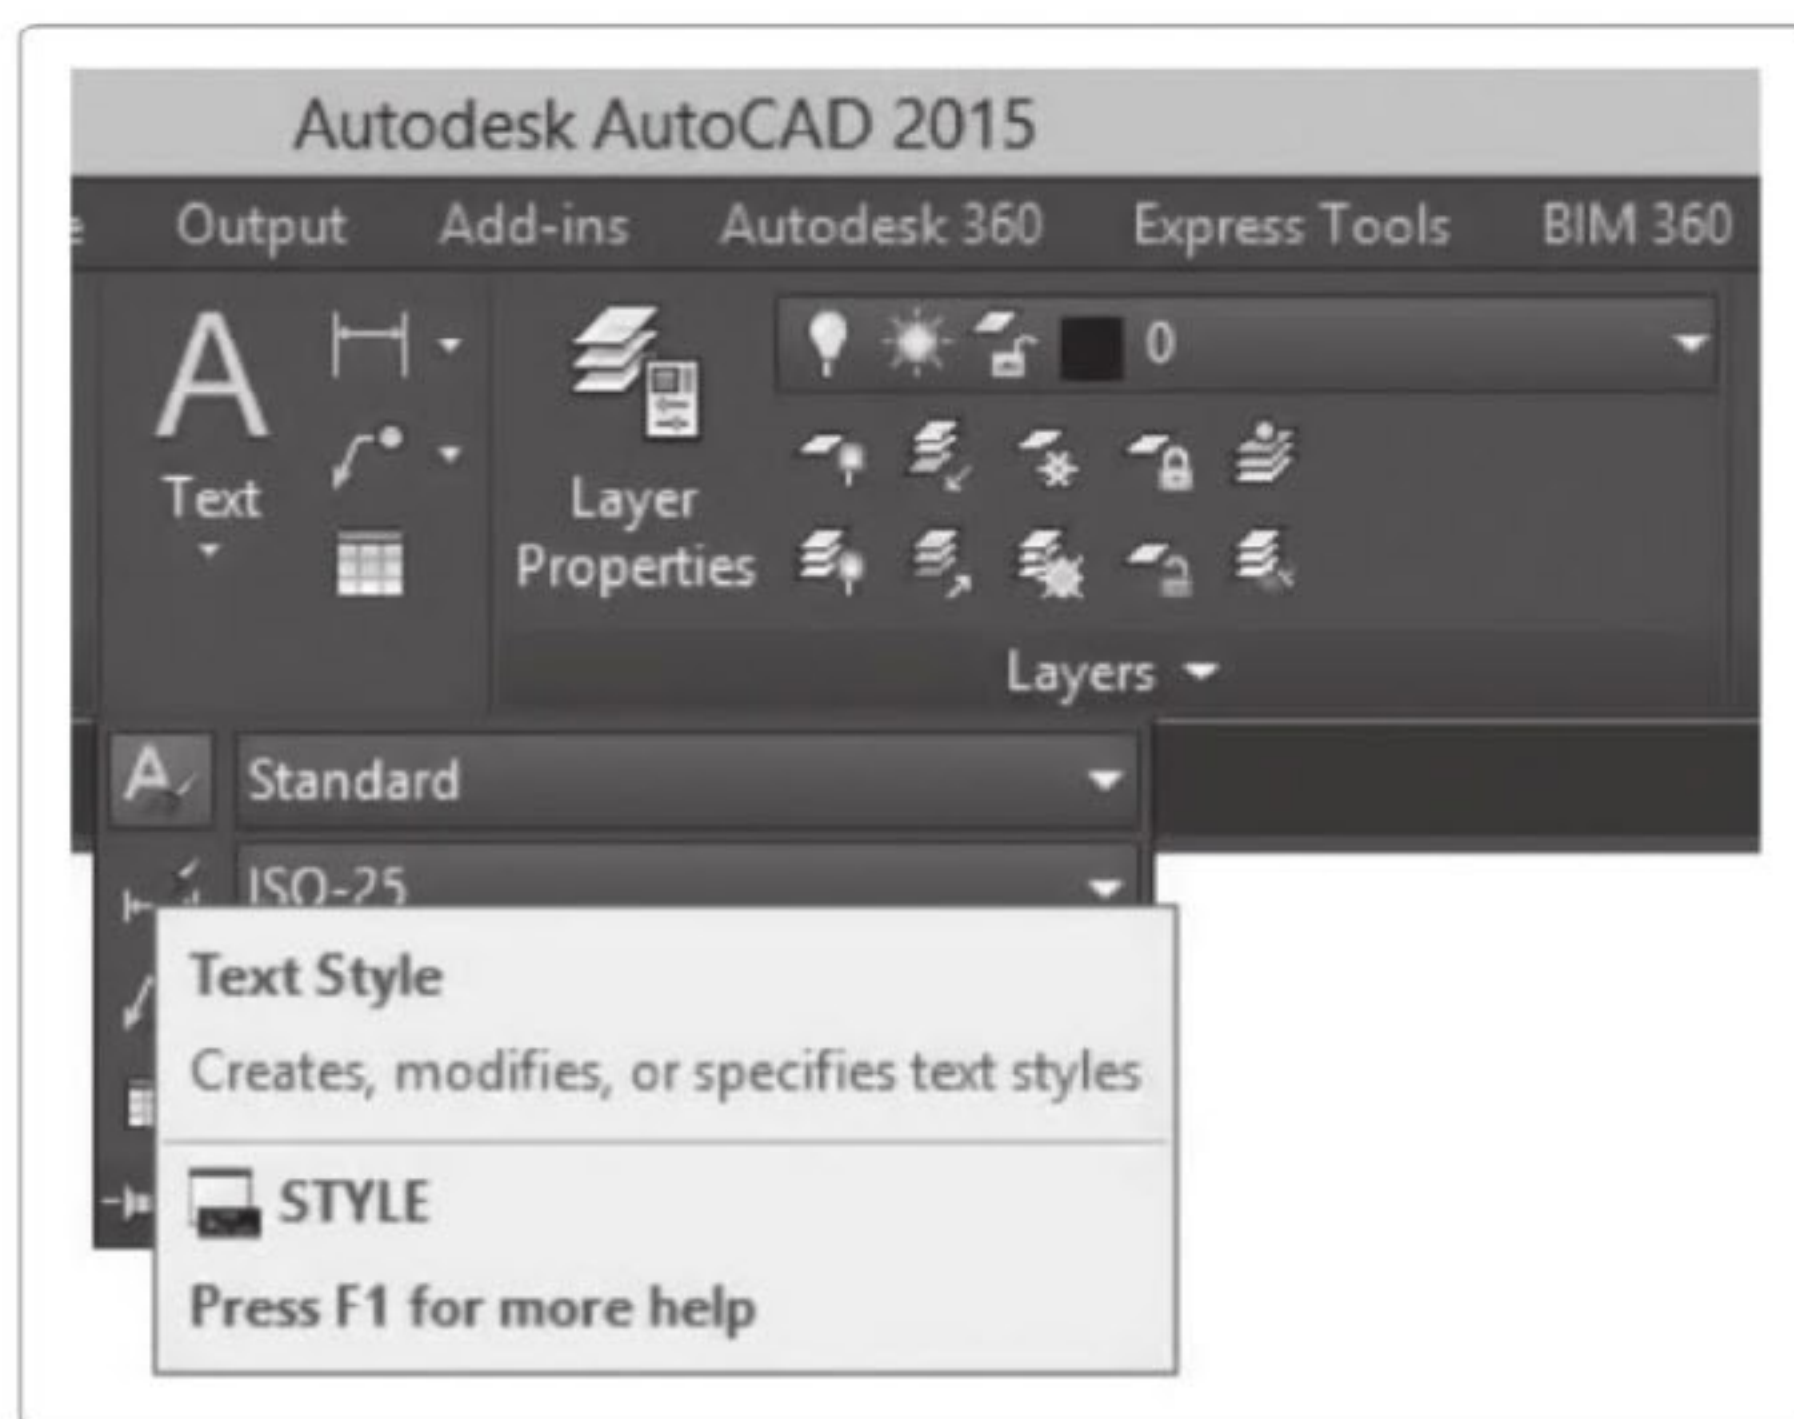 Autodesk AutoCAD 2015
Output Add-ins Autodesk 360 Express Tools BIM 360
0
Text
Layer
Properties
Layers
Standard
ISO-25
Text Style
Creates, modifies, or specifies text styles
STYLE
Press F1 for more help